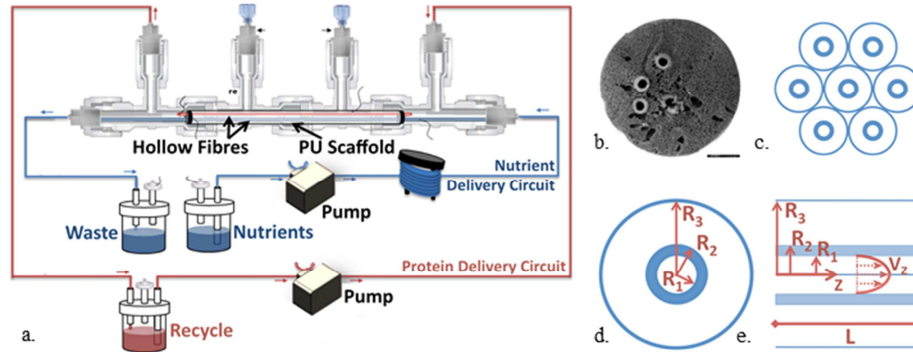 re
Hollow Fibres
PU Scaffold
Nutrient
Delivery Circuit
Pump
Waste
Nutrients
Protein Delivery Circuit
Pump
Recycle
a.
b.
c.
R3
R2
R1
d.
R3
R2
R1
Vz
z
L
e.